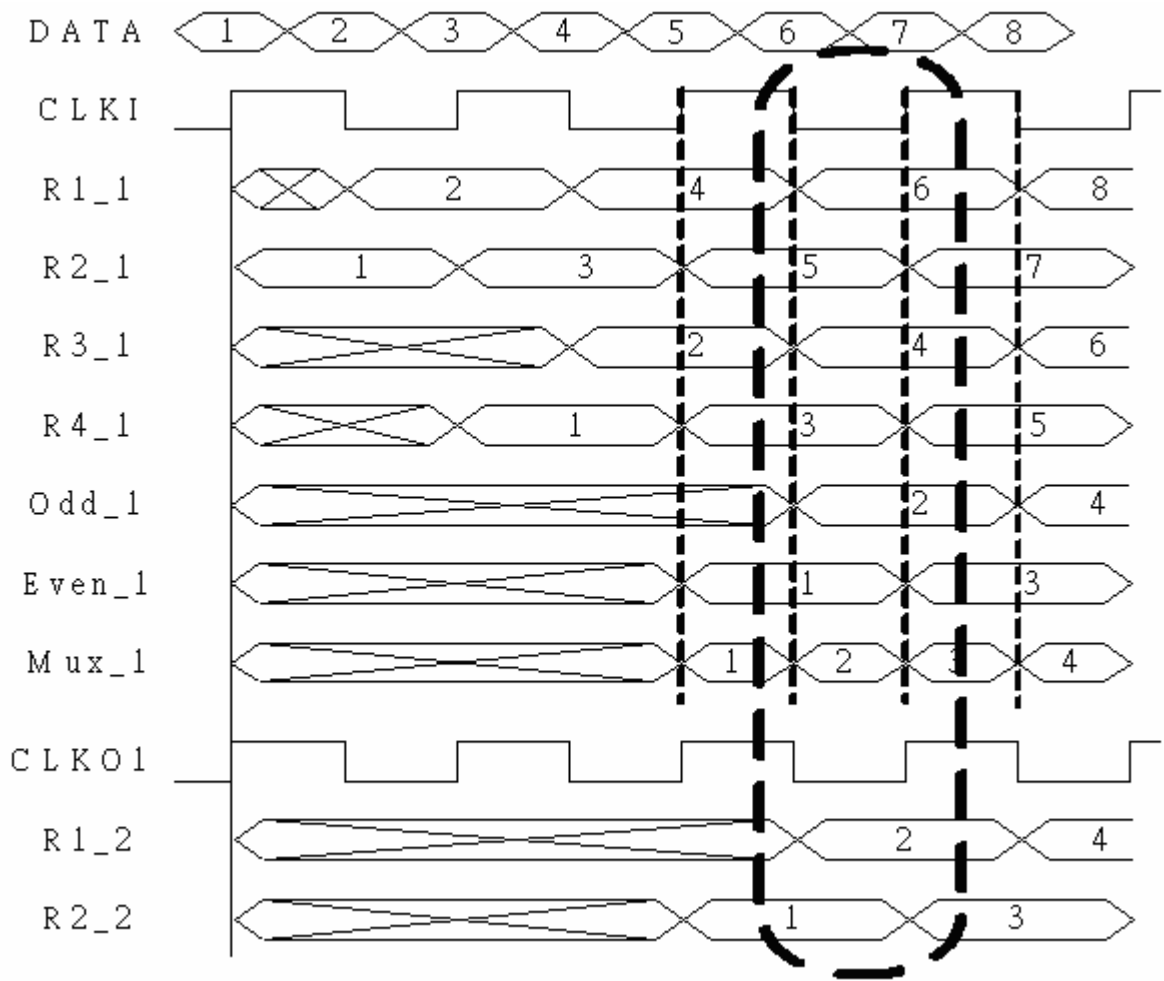 DATA 1 2 3 4 5 6 7 8
CLKI
R1_1 2 4 6 8
R2_1 1 3 5 7
R3_1 2 4 6
R4_1 1 3 5
Odd_1 2 4
Even_1 1 3
Mux_1 1 2 3 4
CLKO1
R1_2 2 4
R2_2 1 3